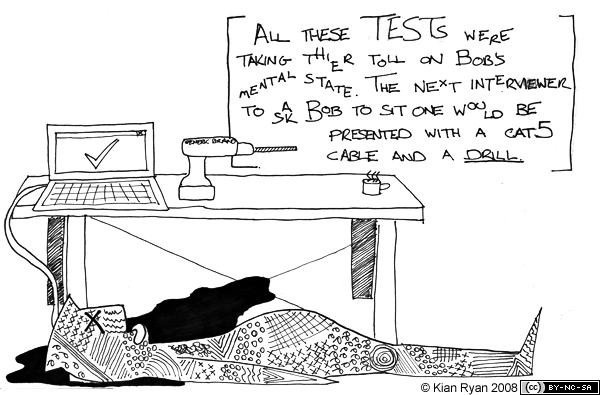 ALL THESE TESTS WERE
TAKING THIER TOLL ON BOB'S
MENTAL STATE. THE NEXT INTERVIEWER
TO ASK BOB TO SIT ONE WOULD BE
PRESENTED WITH A CAT5
CABLE AND A DRILL.
GENERIC BRAND
© Kian Ryan 2008 cc BY-NC-SA